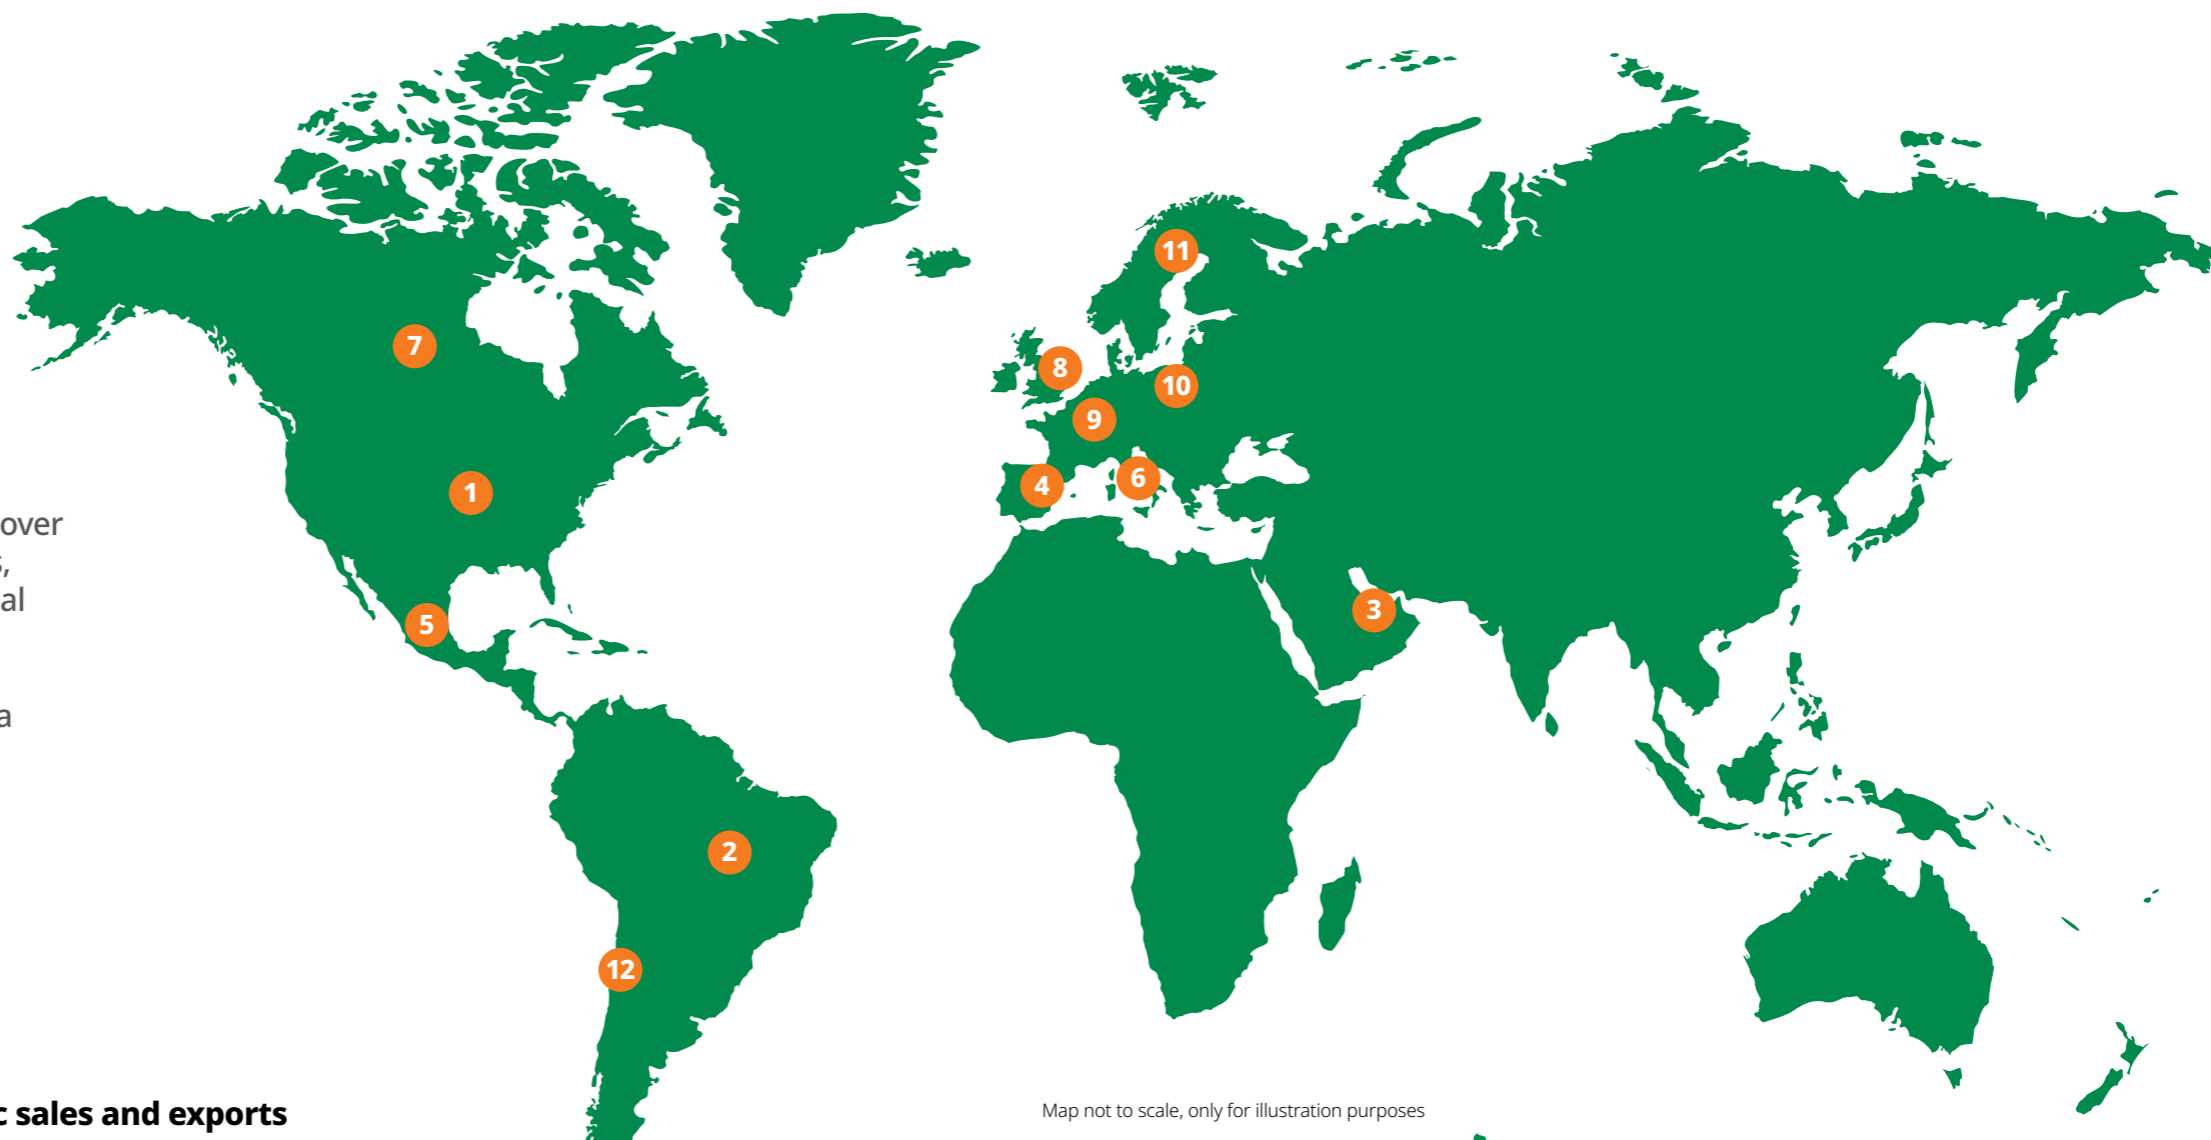 11
7
8
10
9
6
4
1
over
s,
al
3
5
a
2
12
c sales and exports
Map not to scale, only for illustration purposes